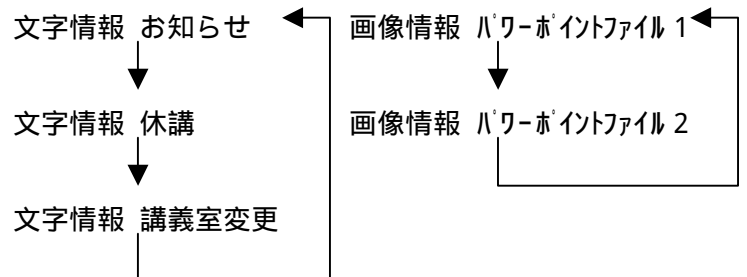 文字情報 お知らせ
文字情報 休講
文字情報 講義室変更
画像情報 ﾊﾟﾜｰﾎﾟｲﾝﾄﾌｧｲﾙ 1
画像情報 ﾊﾟﾜｰﾎﾟｲﾝﾄﾌｧｲﾙ 2